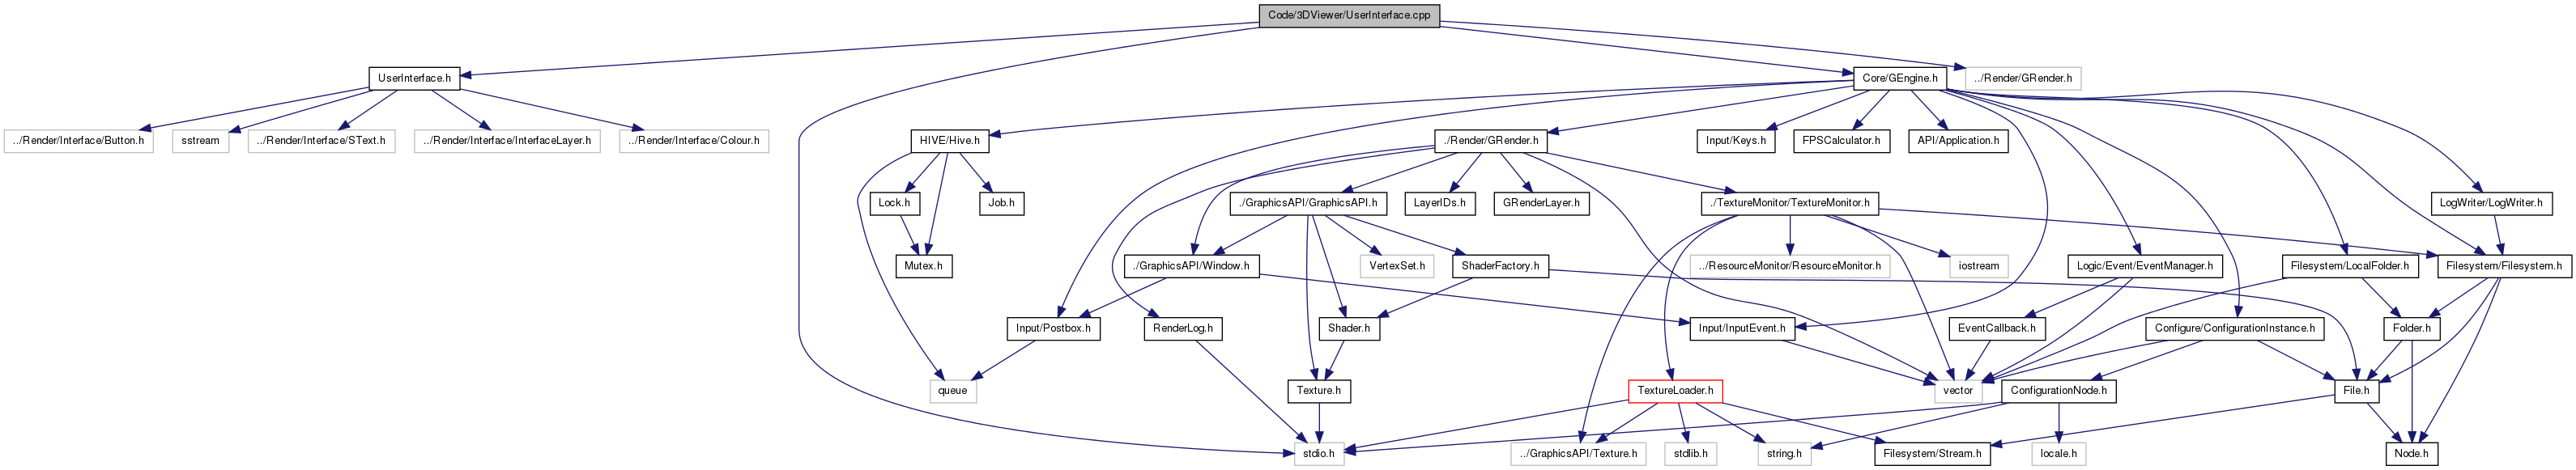 Code/3DViewer/UserInterface.cpp
UserInterface.h
Core/GEngine.h
../Render/GRender.h
../Render/Interface/Button.h
sstream
../Render/Interface/SText.h
../Render/Interface/InterfaceLayer.h
../Render/Interface/Colour.h
HIVE/Hive.h
./Render/GRender.h
Input/Keys.h
FPSCalculator.h
API/Application.h
Lock.h
Job.h
./GraphicsAPI/GraphicsAPI.h
LayerIDs.h
GRenderLayer.h
./TextureMonitor/TextureMonitor.h
LogWriter/LogWriter.h
Mutex.h
./GraphicsAPI/Window.h
VertexSet.h
ShaderFactory.h
../ResourceMonitor/ResourceMonitor.h
iostream
Logic/Event/EventManager.h
Filesystem/LocalFolder.h
Filesystem/Filesystem.h
Input/Postbox.h
RenderLog.h
Shader.h
Input/InputEvent.h
EventCallback.h
Configure/ConfigurationInstance.h
Folder.h
queue
Texture.h
TextureLoader.h
vector
ConfigurationNode.h
File.h
stdio.h
../GraphicsAPI/Texture.h
stdlib.h
string.h
Filesystem/Stream.h
locale.h
Node.h